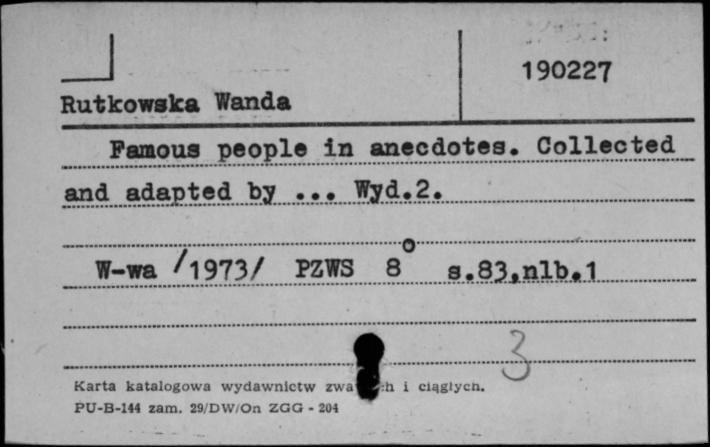 190227
Rutkowska Wanda
Famous people in anecdotes. Collected
and adapted by ... Wyd.2.
W-wa /1973/ PZWS 8° s.83,nlb.1
3
Karta katalogowa wydawnictw i ciągłych.
PU-B-144 zam. 29/DW/On ZGG - 204